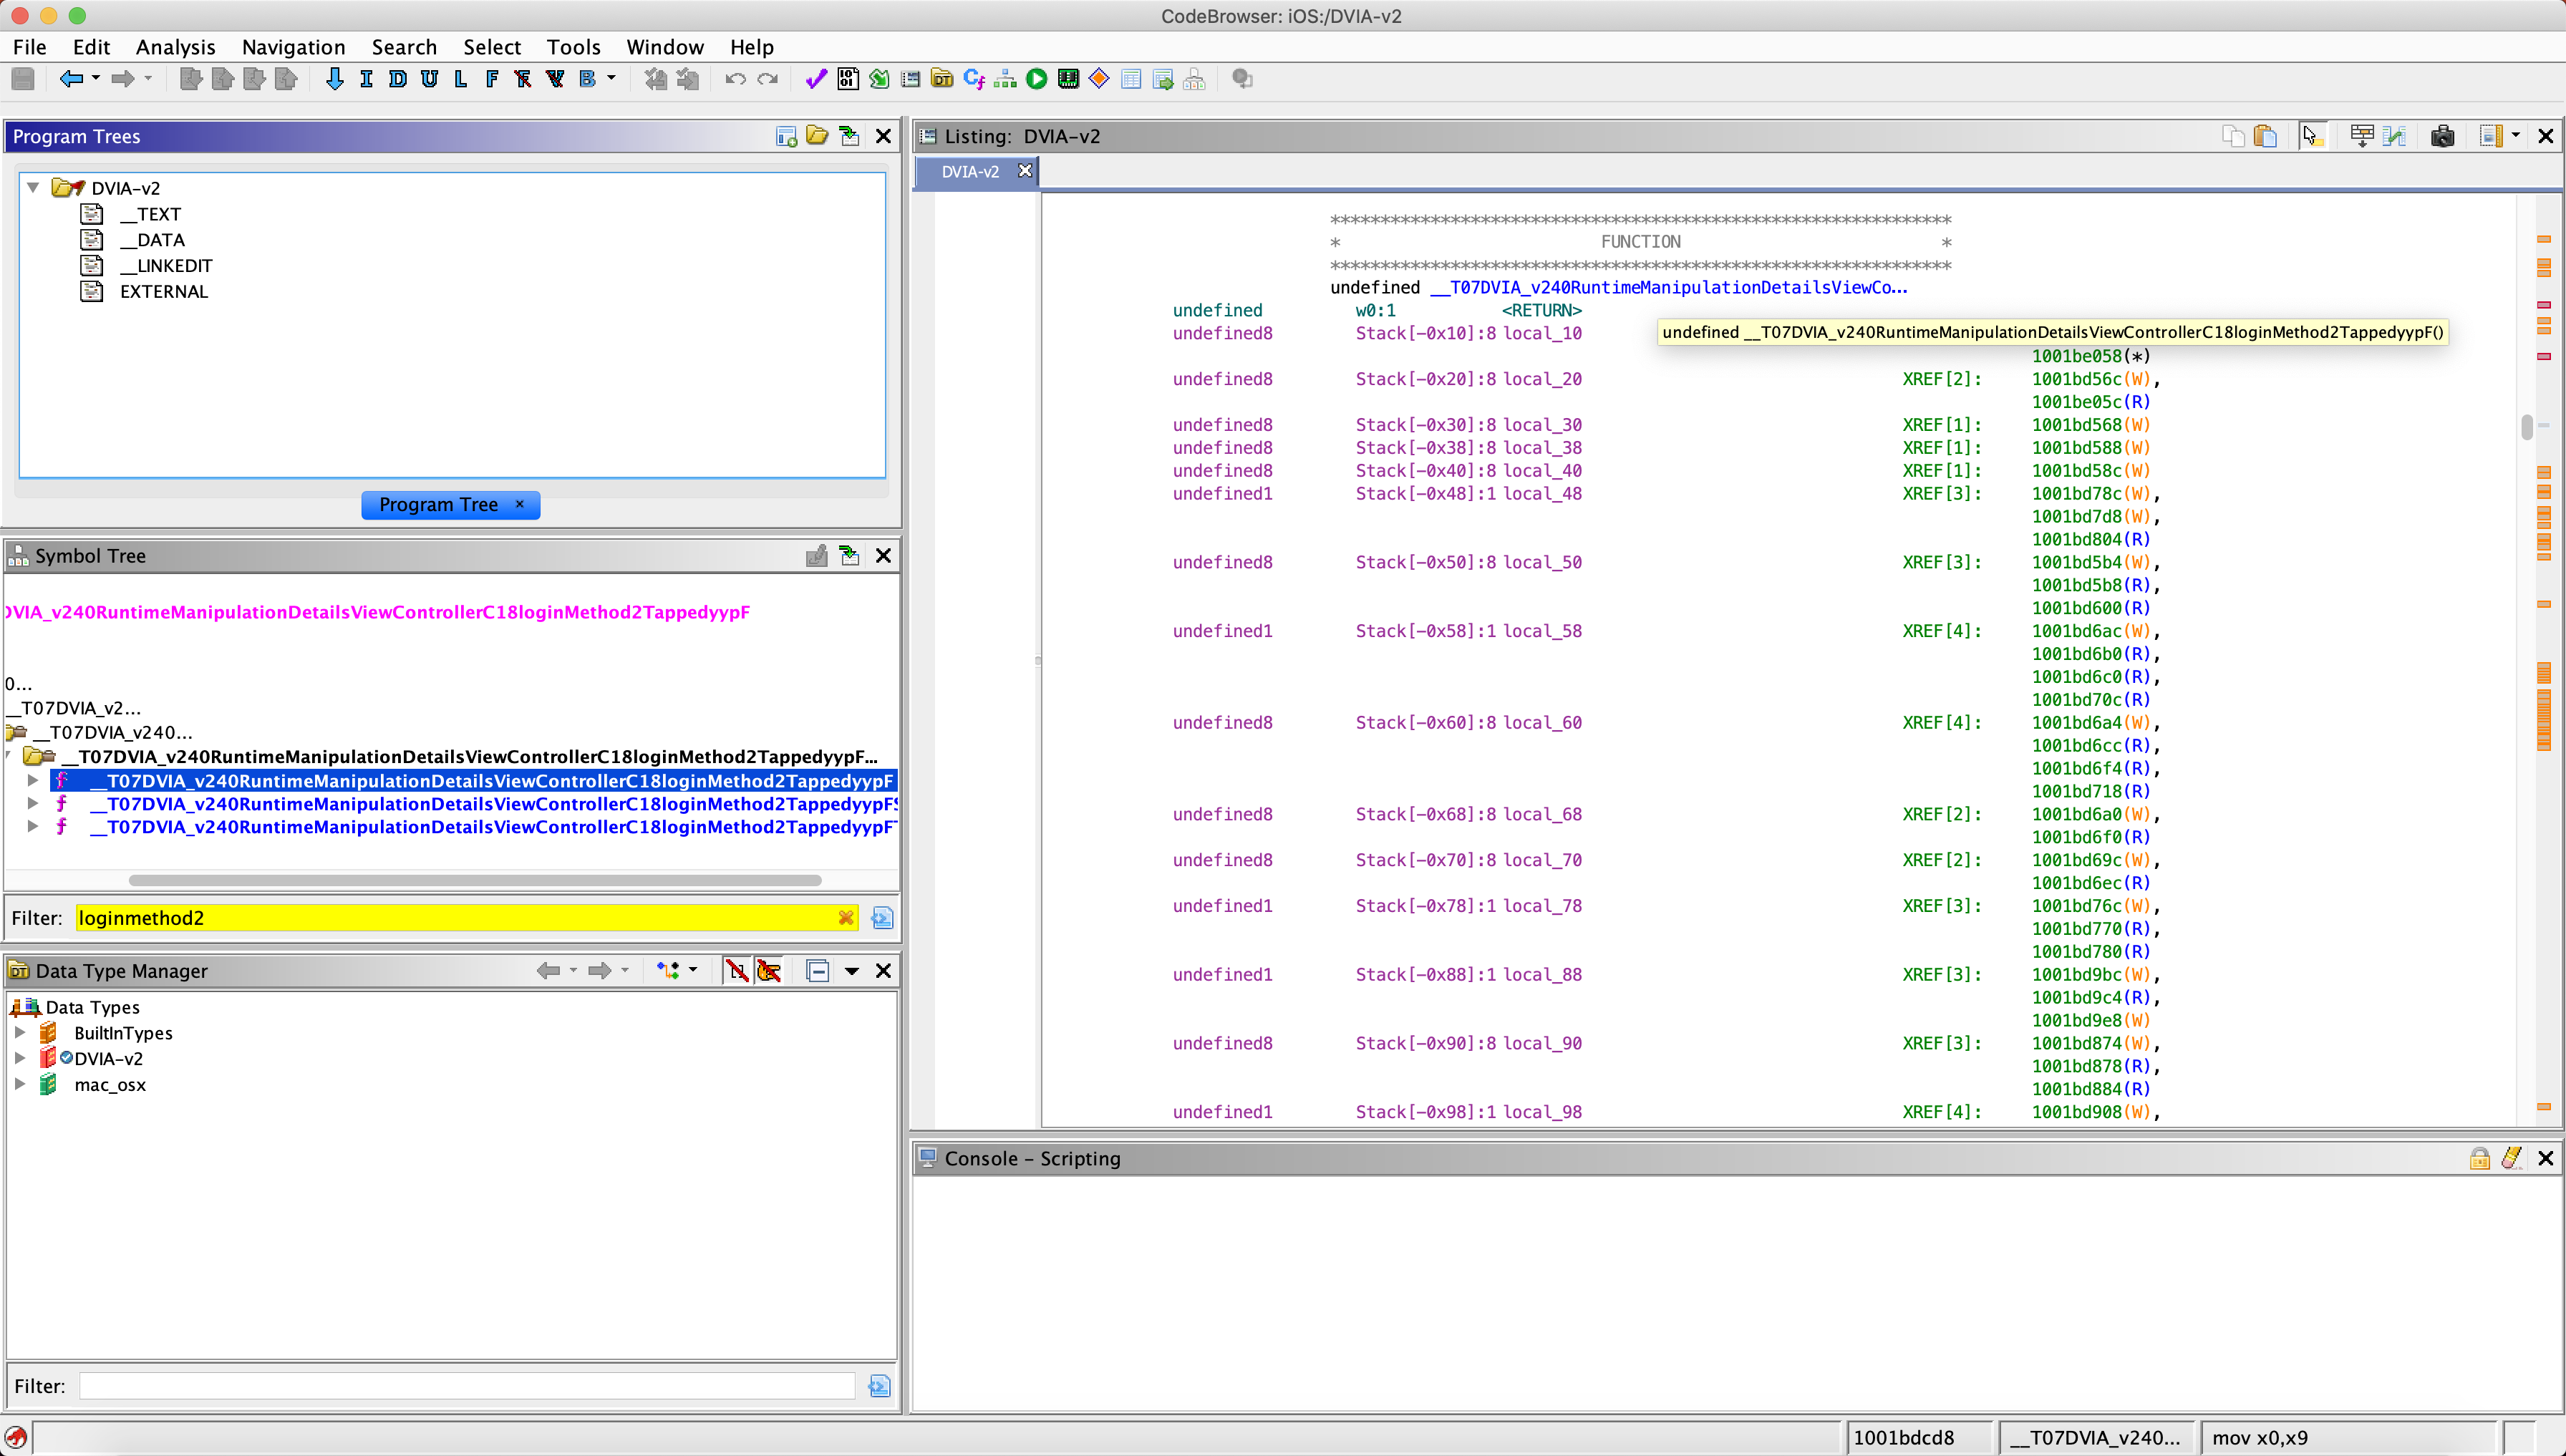 CodeBrowser: iOS:/DVIA-v2
File Edit Analysis Navigation Search Select Tools Window Help
I D U L F B
Program Trees
DVIA-v2
__TEXT
__DATA
__LINKEDIT
EXTERNAL
Program Tree ×
Symbol Tree
DVIA_v240RuntimeManipulationDetailsViewControllerC18loginMethod2TappedyypF
0...
__T07DVIA_v2...
__T07DVIA_v240...
__T07DVIA_v240RuntimeManipulationDetailsViewControllerC18loginMethod2TappedyypF...
__T07DVIA_v240RuntimeManipulationDetailsViewControllerC18loginMethod2TappedyypF
__T07DVIA_v240RuntimeManipulationDetailsViewControllerC18loginMethod2TappedyypF
__T07DVIA_v240RuntimeManipulationDetailsViewControllerC18loginMethod2TappedyypF
Filter: loginmethod2
Data Type Manager
Data Types
BuiltInTypes
DVIA-v2
mac_osx
Filter:
Listing: DVIA-v2
DVIA-v2
**************************************************************
* FUNCTION *
**************************************************************
undefined __T07DVIA_v240RuntimeManipulationDetailsViewCo...
undefined w0:1 <RETURN>
undefined8 Stack[-0x10]:8 local_10
undefined __T07DVIA_v240RuntimeManipulationDetailsViewControllerC18loginMethod2TappedyypF()
1001be058(*)
undefined8 Stack[-0x20]:8 local_20 XREF[2]: 1001bd56c(W),
1001be05c(R)
undefined8 Stack[-0x30]:8 local_30 XREF[1]: 1001bd568(W)
undefined8 Stack[-0x38]:8 local_38 XREF[1]: 1001bd588(W)
undefined8 Stack[-0x40]:8 local_40 XREF[1]: 1001bd58c(W)
undefined1 Stack[-0x48]:1 local_48 XREF[3]: 1001bd78c(W),
1001bd7d8(W),
1001bd804(R)
undefined8 Stack[-0x50]:8 local_50 XREF[3]: 1001bd5b4(W),
1001bd5b8(R),
1001bd600(R)
undefined1 Stack[-0x58]:1 local_58 XREF[4]: 1001bd6ac(W),
1001bd6b0(R),
1001bd6c0(R),
1001bd70c(R)
undefined8 Stack[-0x60]:8 local_60 XREF[4]: 1001bd6a4(W),
1001bd6cc(R),
1001bd6f4(R),
1001bd718(R)
undefined8 Stack[-0x68]:8 local_68 XREF[2]: 1001bd6a0(W),
1001bd6f0(R)
undefined8 Stack[-0x70]:8 local_70 XREF[2]: 1001bd69c(W),
1001bd6ec(R)
undefined1 Stack[-0x78]:1 local_78 XREF[3]: 1001bd76c(W),
1001bd770(R),
1001bd780(R)
undefined1 Stack[-0x88]:1 local_88 XREF[3]: 1001bd9bc(W),
1001bd9c4(R),
1001bd9e8(W)
undefined8 Stack[-0x90]:8 local_90 XREF[3]: 1001bd874(W),
1001bd878(R),
1001bd884(R)
undefined1 Stack[-0x98]:1 local_98 XREF[4]: 1001bd908(W),
Console - Scripting
1001bdcd8 __T07DVIA_v240... mov x0,x9